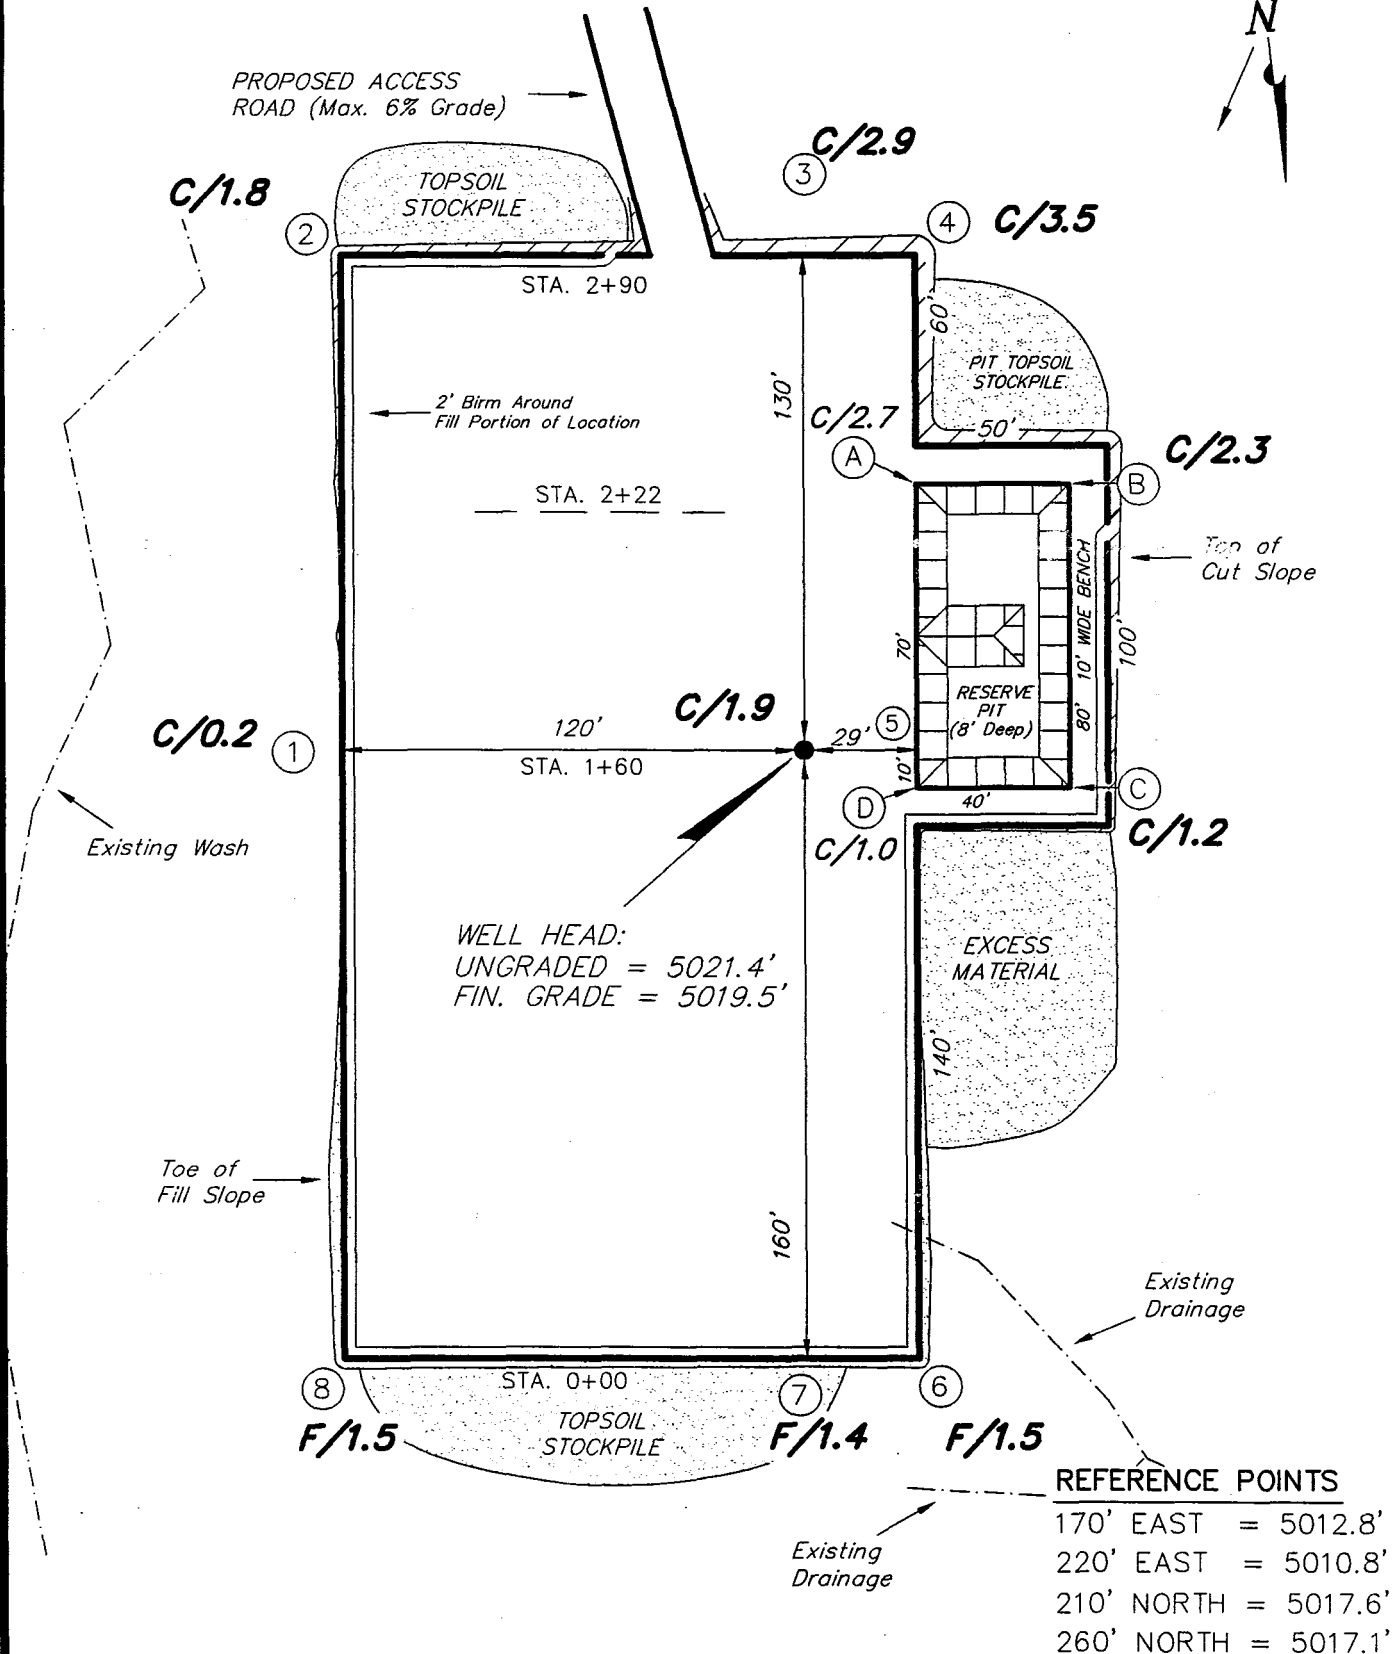 N
PROPOSED ACCESS
ROAD (Max. 6% Grade)
C/2.9
3
TOPSOIL
STOCKPILE
C/1.8
2
4
C/3.5
STA. 2+90
60'
PIT TOPSOIL
STOCKPILE
2' Birm Around
Fill Portion of Location
130'
C/2.7
50'
A
C/2.3
B
STA. 2+22
Top of
Cut Slope
10' WIDE BENCH
100'
70'
RESERVE
PIT
(8' Deep)
80'
C/1.9
C/0.2
1
120'
STA. 1+60
29'
5
10'
D
40'
C
C/1.0
C/1.2
Existing Wash
WELL HEAD:
UNGRADED = 5021.4'
FIN. GRADE = 5019.5'
EXCESS
MATERIAL
140'
Toe of
Fill Slope
160'
Existing
Drainage
8
STA. 0+00
7
6
F/1.5
TOPSOIL
STOCKPILE
F/1.4
F/1.5
Existing
Drainage
REFERENCE POINTS
170' EAST = 5012.8'
220' EAST = 5010.8'
210' NORTH = 5017.6'
260' NORTH = 5017.1'